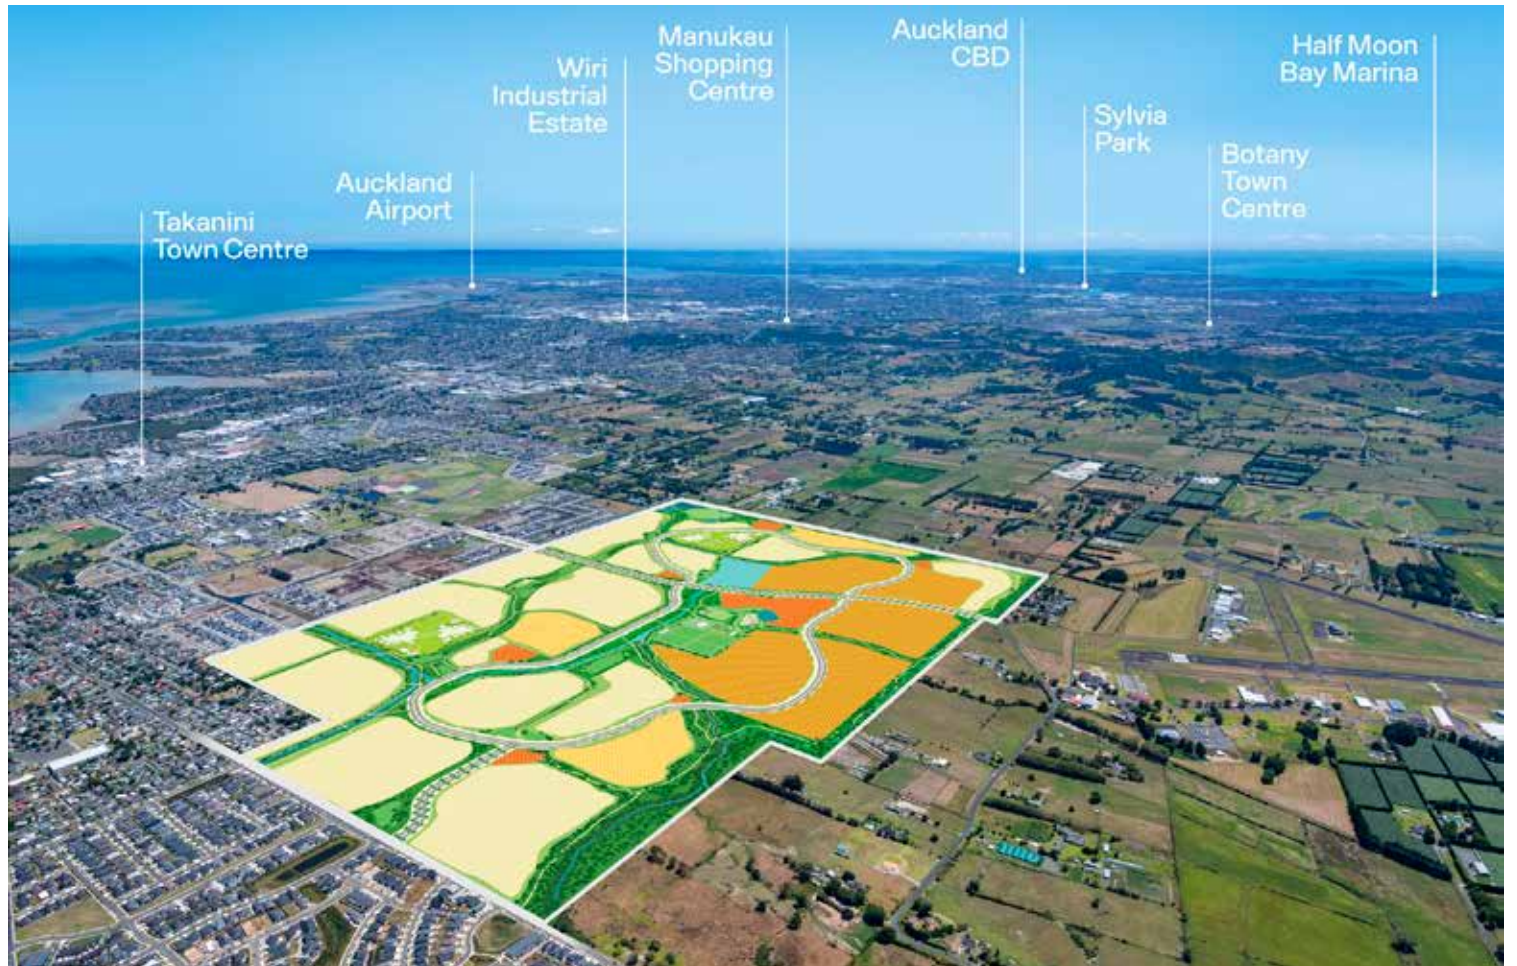 Takanini
Town Centre
Auckland
Airport
Wiri
Industrial
Estate
Manukau
Shopping
Centre
Auckland
CBD
Sylvia
Park
Botany
Town
Centre
Half Moon
Bay Marina